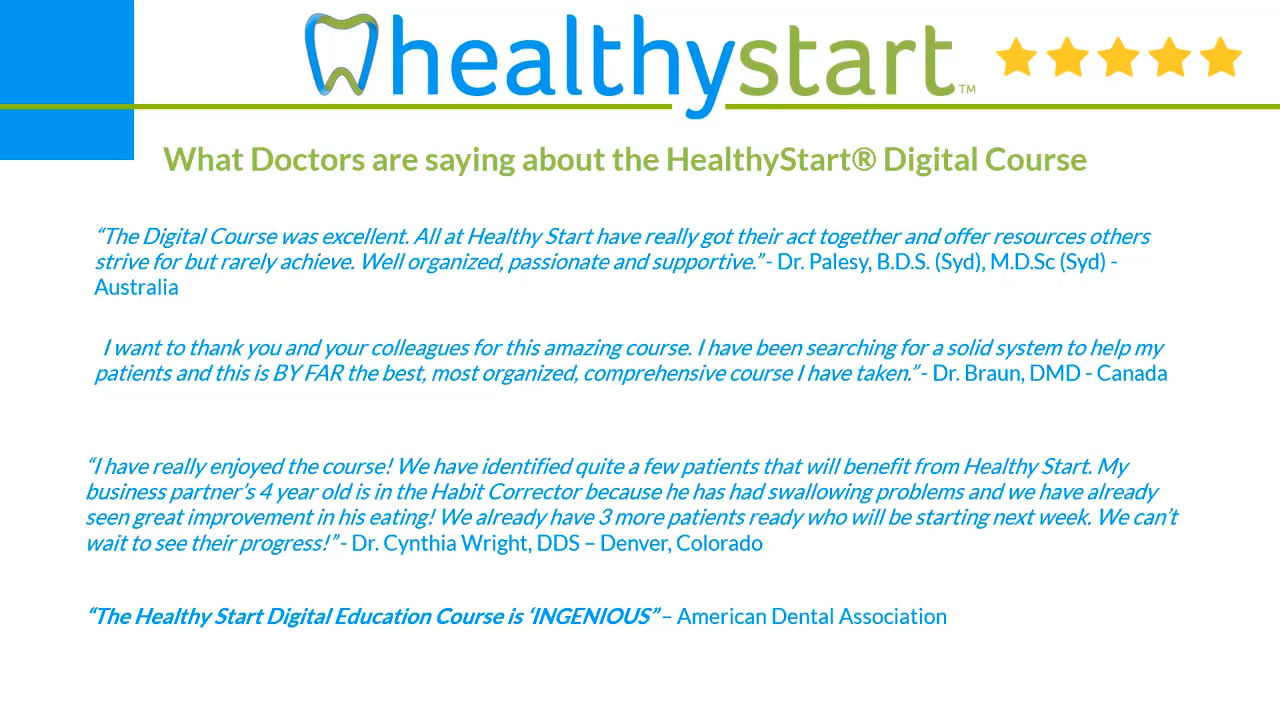 healthystart™
What Doctors are saying about the HealthyStart® Digital Course
“The Digital Course was excellent. All at Healthy Start have really got their act together and offer resources others
strive for but rarely achieve. Well organized, passionate and supportive.” - Dr. Palesy, B.D.S. (Syd), M.D.Sc (Syd) -
Australia
I want to thank you and your colleagues for this amazing course. I have been searching for a solid system to help my
patients and this is BY FAR the best, most organized, comprehensive course I have taken.” - Dr. Braun, DMD - Canada
“I have really enjoyed the course! We have identified quite a few patients that will benefit from Healthy Start. My
business partner’s 4 year old is in the Habit Corrector because he has had swallowing problems and we have already
seen great improvement in his eating! We already have 3 more patients ready who will be starting next week. We can’t
wait to see their progress!” - Dr. Cynthia Wright, DDS – Denver, Colorado
“The Healthy Start Digital Education Course is ‘INGENIOUS” – American Dental Association